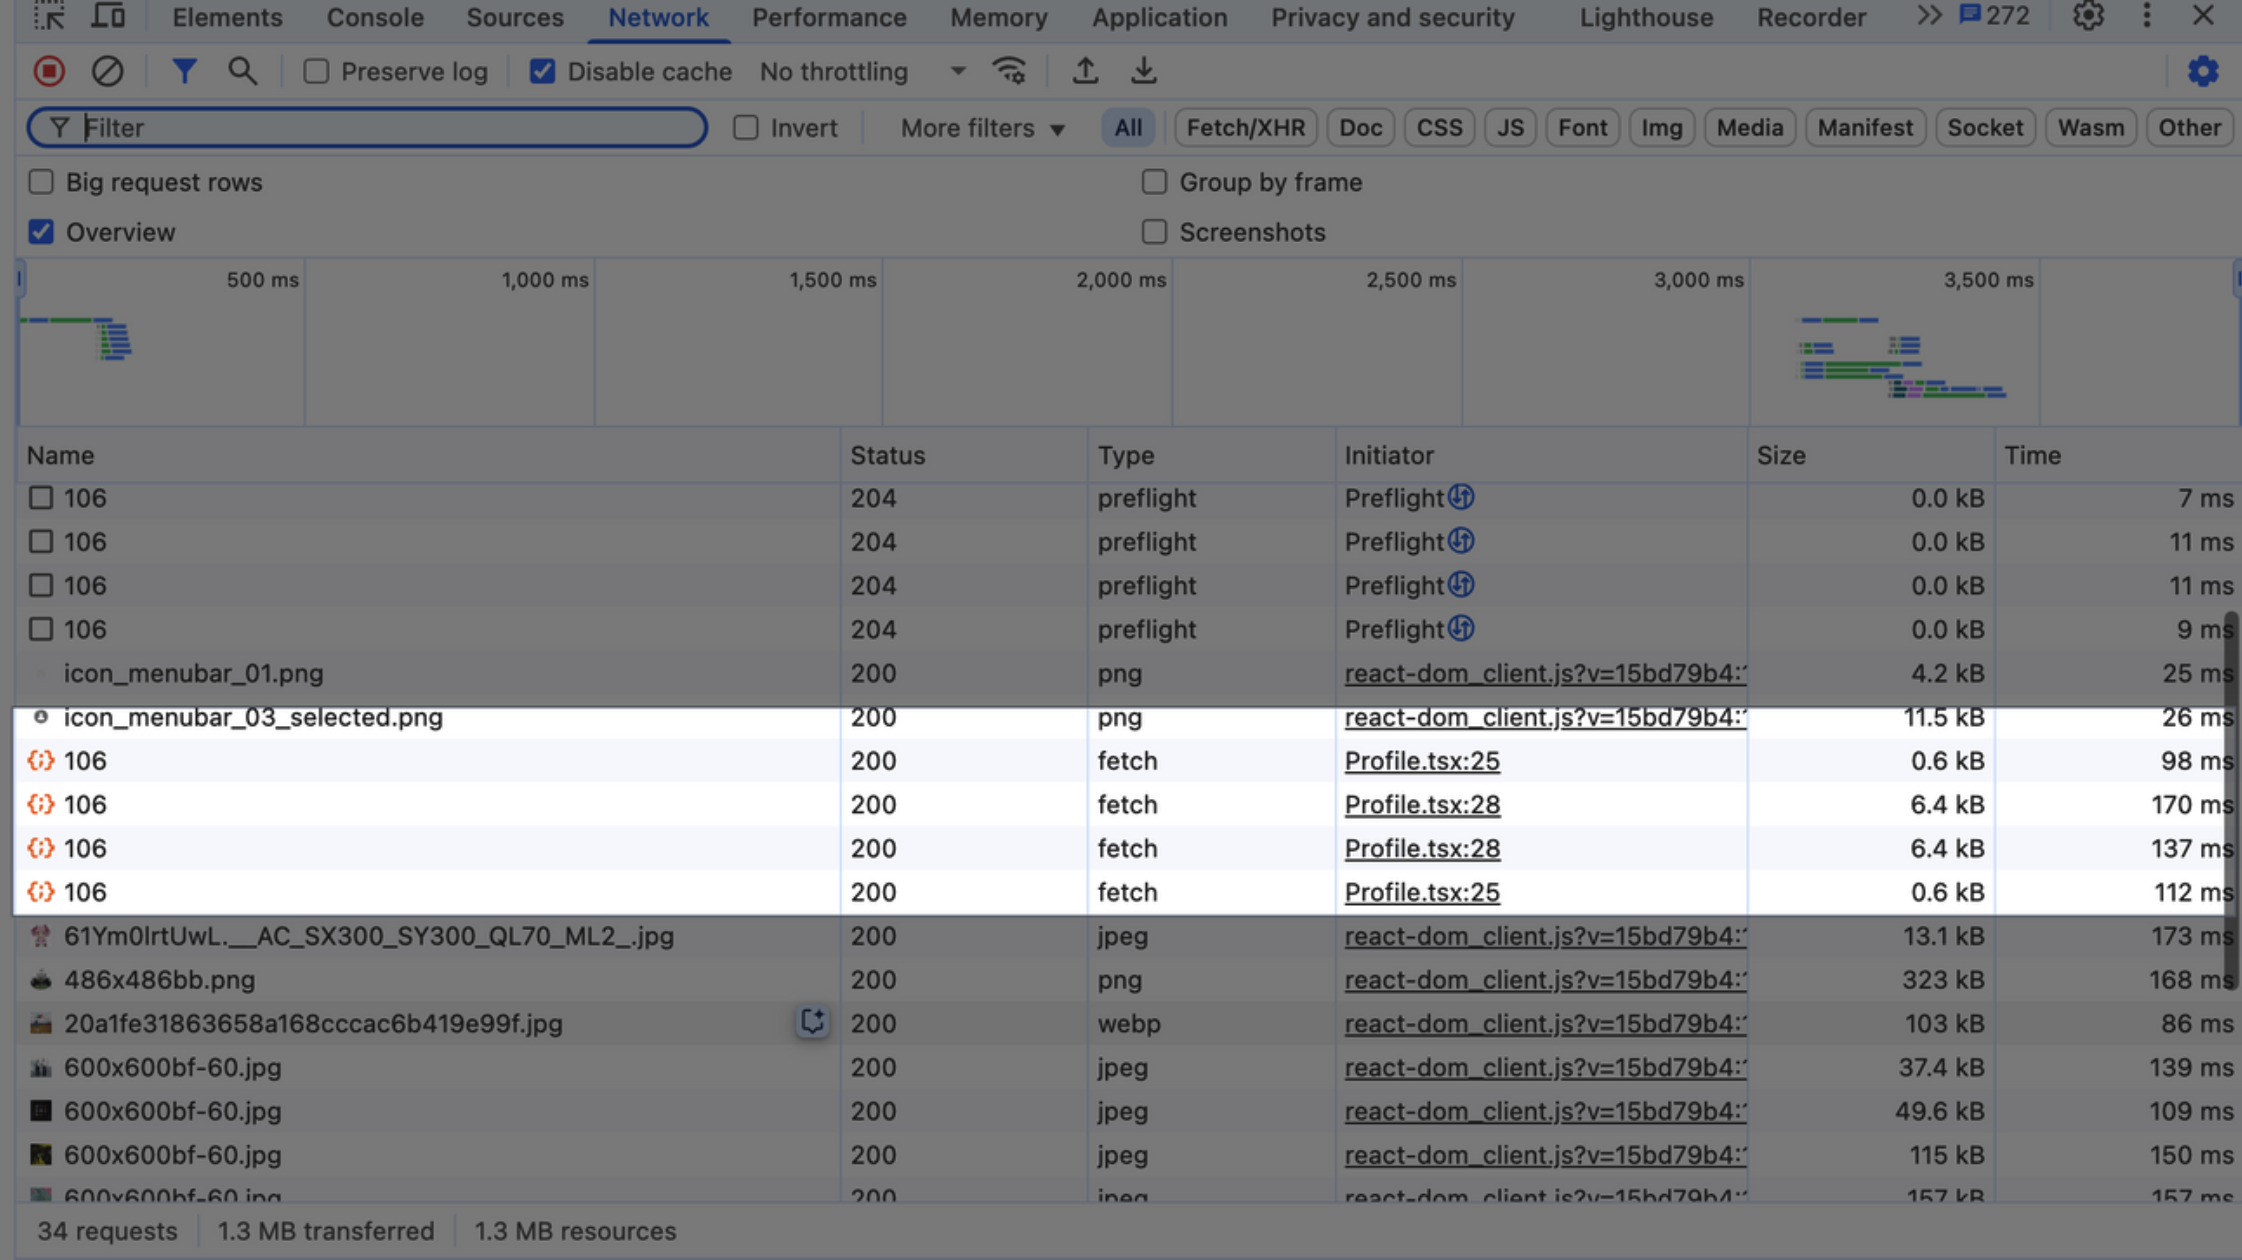 Elements Console Sources Network Performance Memory Application Privacy and security Lighthouse Recorder 272
Preserve log Disable cache No throttling
Filter Invert More filters All Fetch/XHR Doc CSS JS Font Img Media Manifest Socket Wasm Other
Big request rows Group by frame
Overview Screenshots
500 ms 1,000 ms 1,500 ms 2,000 ms 2,500 ms 3,000 ms 3,500 ms
Name Status Type Initiator Size Time
106 204 preflight Preflight 0.0 kB 7 ms
106 204 preflight Preflight 0.0 kB 11 ms
106 204 preflight Preflight 0.0 kB 11 ms
106 204 preflight Preflight 0.0 kB 9 ms
icon_menubar_01.png 200 png react-dom_client.js?v=15bd79b4: 4.2 kB 25 ms
icon_menubar_03_selected.png 200 png react-dom_client.js?v=15bd79b4: 11.5 kB 26 ms
106 200 fetch Profile.tsx:25 0.6 kB 98 ms
106 200 fetch Profile.tsx:28 6.4 kB 170 ms
106 200 fetch Profile.tsx:28 6.4 kB 137 ms
106 200 fetch Profile.tsx:25 0.6 kB 112 ms
61Ym0lrtUwL.__AC_SX300_SY300_QL70_ML2_.jpg 200 jpeg react-dom_client.js?v=15bd79b4: 13.1 kB 173 ms
486x486bb.png 200 png react-dom_client.js?v=15bd79b4: 323 kB 168 ms
20a1fe31863658a168cccac6b419e99f.jpg 200 webp react-dom_client.js?v=15bd79b4: 103 kB 86 ms
600x600bf-60.jpg 200 jpeg react-dom_client.js?v=15bd79b4: 37.4 kB 139 ms
600x600bf-60.jpg 200 jpeg react-dom_client.js?v=15bd79b4: 49.6 kB 109 ms
600x600bf-60.jpg 200 jpeg react-dom_client.js?v=15bd79b4: 115 kB 150 ms
600x600bf-60.jpg 200 jpeg react-dom_client.js?v=15bd79b4: 157 kB 157 ms
34 requests 1.3 MB transferred 1.3 MB resources